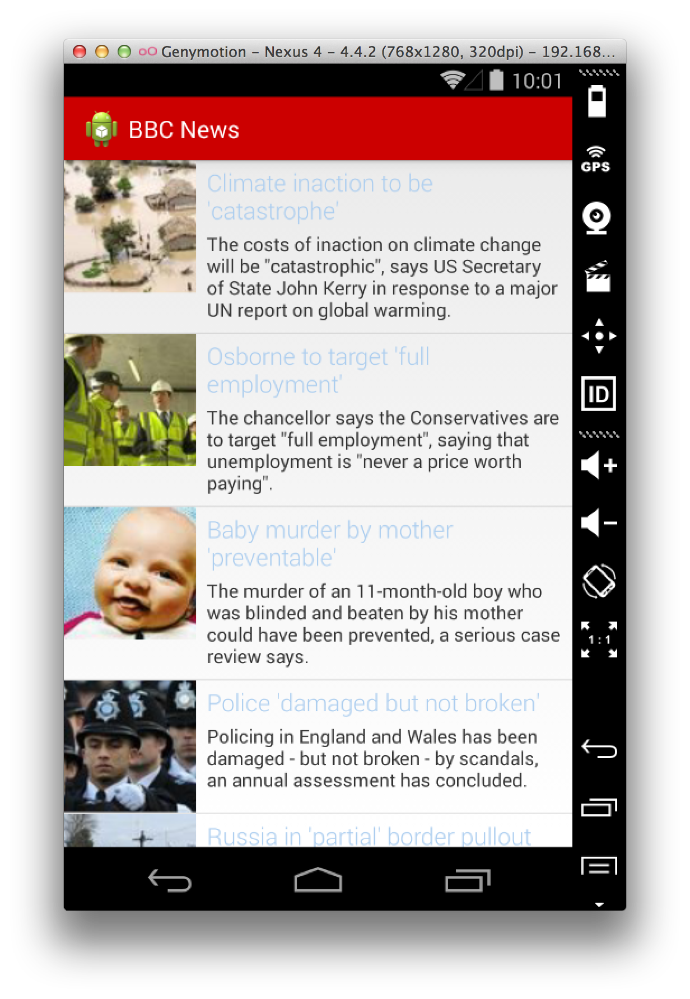 Genymotion – Nexus 4 – 4.4.2 (768x1280, 320dpi) – 192.168...
10:01
BBC News
GPS
Climate inaction to be
'catastrophe'
The costs of inaction on climate change
will be "catastrophic", says US Secretary
of State John Kerry in response to a major
UN report on global warming.
Osborne to target 'full
employment'
The chancellor says the Conservatives are
to target "full employment", saying that
unemployment is "never a price worth
paying".
ID
Baby murder by mother
'preventable'
The murder of an 11-month-old boy who
was blinded and beaten by his mother
could have been prevented, a serious case
review says.
1:1
Police 'damaged but not broken'
Policing in England and Wales has been
damaged - but not broken - by scandals,
an annual assessment has concluded.
Russia in 'partial' border pullout